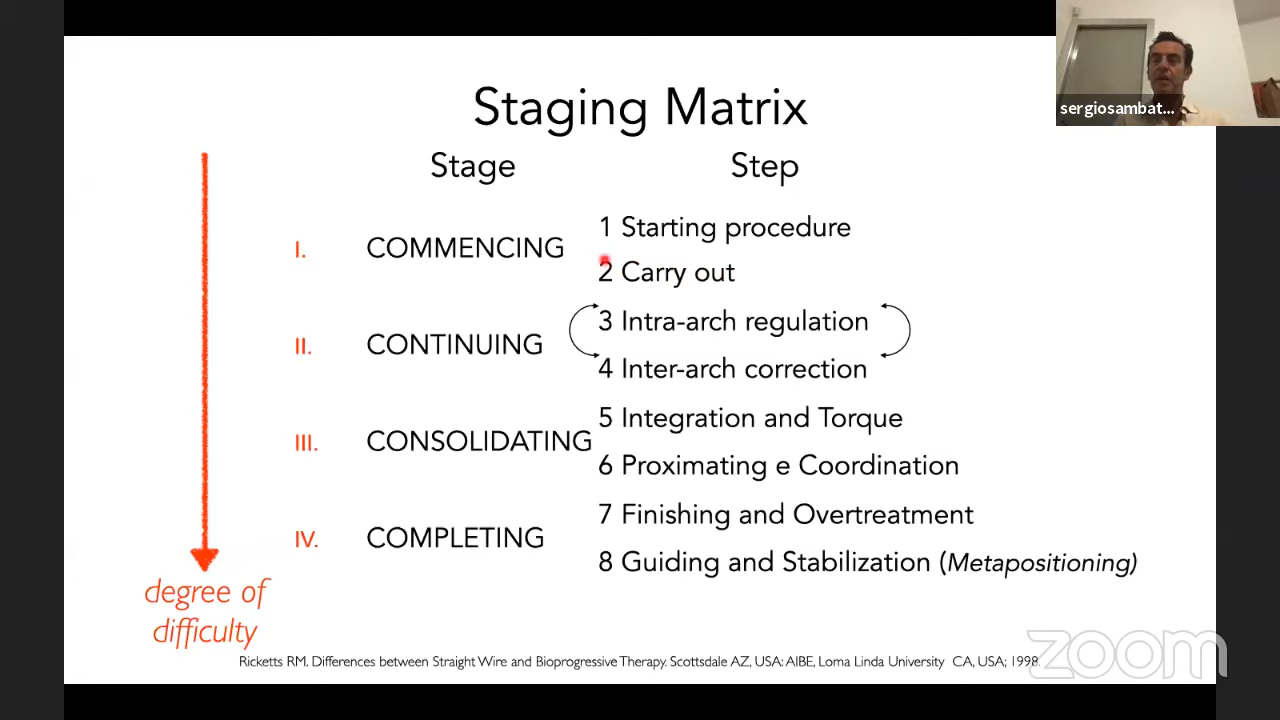 sergiosambat...
Staging Matrix
Stage Step
I. COMMENCING
1 Starting procedure
2 Carry out
II. CONTINUING
3 Intra-arch regulation
4 Inter-arch correction
III. CONSOLIDATING
5 Integration and Torque
6 Proximating e Coordination
IV. COMPLETING
7 Finishing and Overtreatment
8 Guiding and Stabilization (Metapositioning)
degree of
difficulty
Ricketts RM. Differences between Straight Wire and Bioprogressive Therapy. Scottsdale AZ, USA: AIBE, Loma Linda University CA, USA; 1998.
zoom